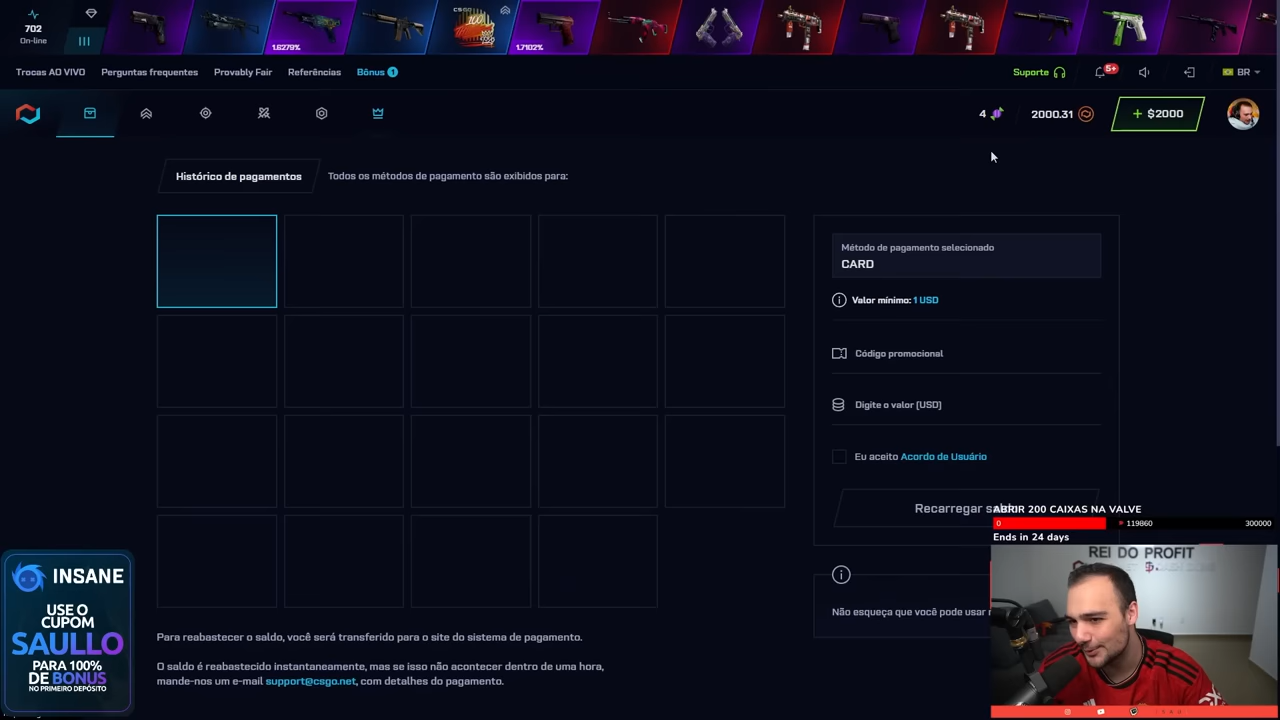 702
On-line
1.6279%
CSGO
100
1.7102%
Trocas AO VIVO
Perguntas frequentes
Provably Fair
Referências
Bônus 1
Suporte
5+
BR
4
2000.31
+ $2000
Histórico de pagamentos
Todos os métodos de pagamento são exibidos para:
Método de pagamento selecionado
CARD
Valor mínimo: 1 USD
Código promocional
Digite o valor (USD)
Eu aceito Acordo de Usuário
Recarregar
ABRIR 200 CAIXAS NA VALVE
0
119860
300000
Ends in 24 days
REI DO PROFIT
Não esqueça que você pode usar
INSANE
USE O
CUPOM
SAULLO
PARA 100%
DE BONUS
NO PRIMEIRO DEPÓSITO
Para reabastecer o saldo, você será transferido para o site do sistema de pagamento.
O saldo é reabastecido instantaneamente, mas se isso não acontecer dentro de uma hora,
mande-nos um e-mail support@csgo.net, com detalhes do pagamento.